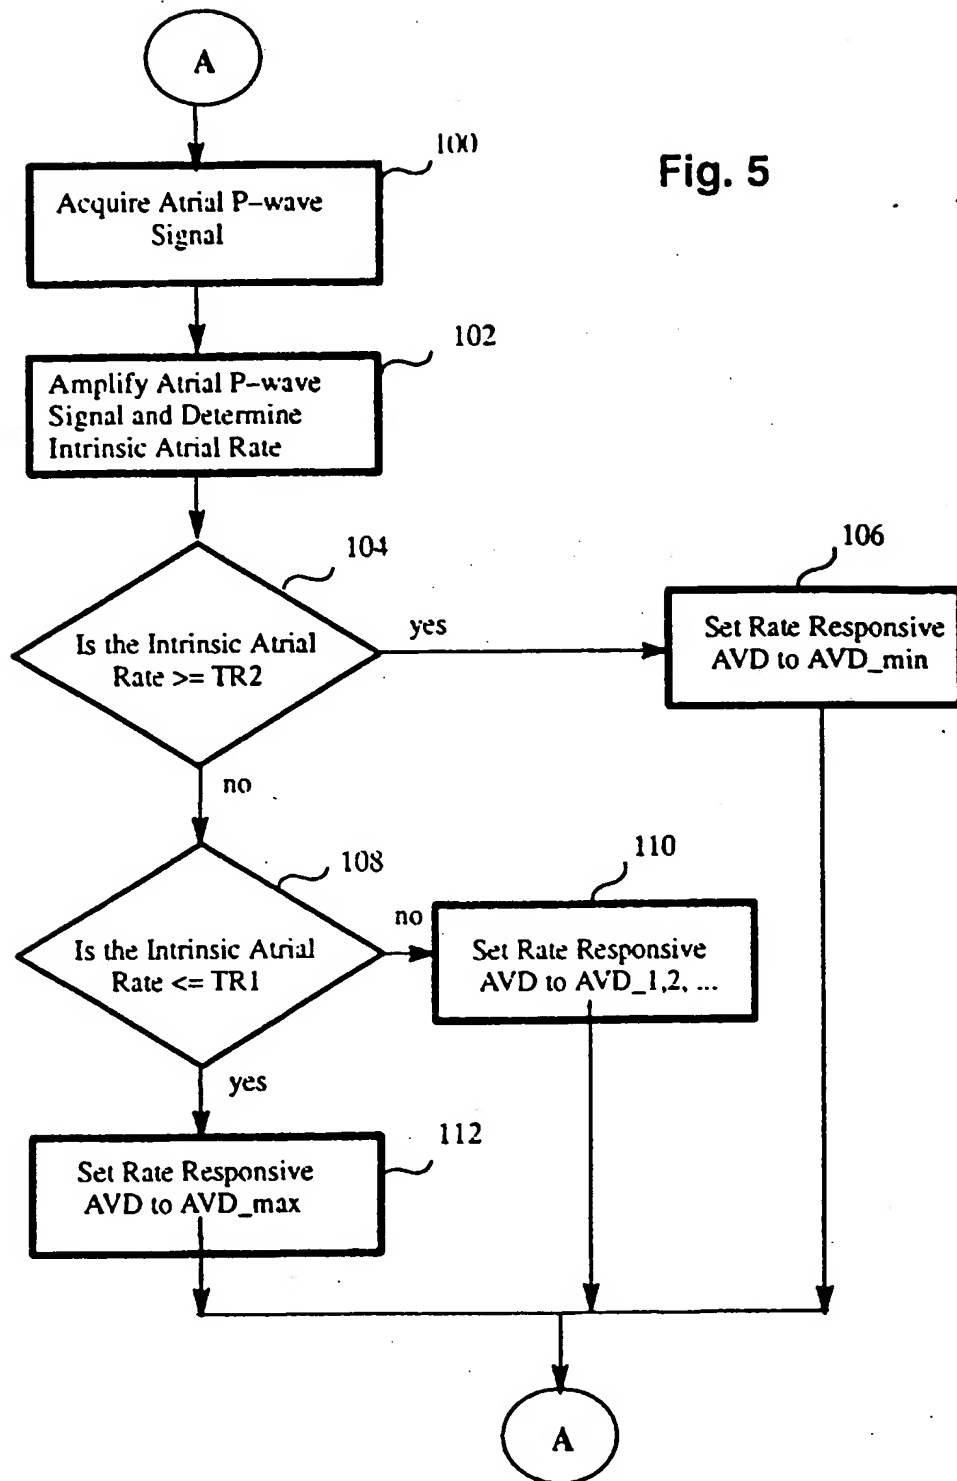 A
100
Fig. 5
Acquire Atrial P-wave
Signal
102
Amplify Atrial P-wave
Signal and Determine
Intrinsic Atrial Rate
104
106
Is the Intrinsic Atrial
Rate >= TR2
yes
Set Rate Responsive
AVD to AVD_min
no
108
110
Is the Intrinsic Atrial
Rate <= TR1
no
Set Rate Responsive
AVD to AVD_1,2, ...
yes
112
Set Rate Responsive
AVD to AVD_max
A